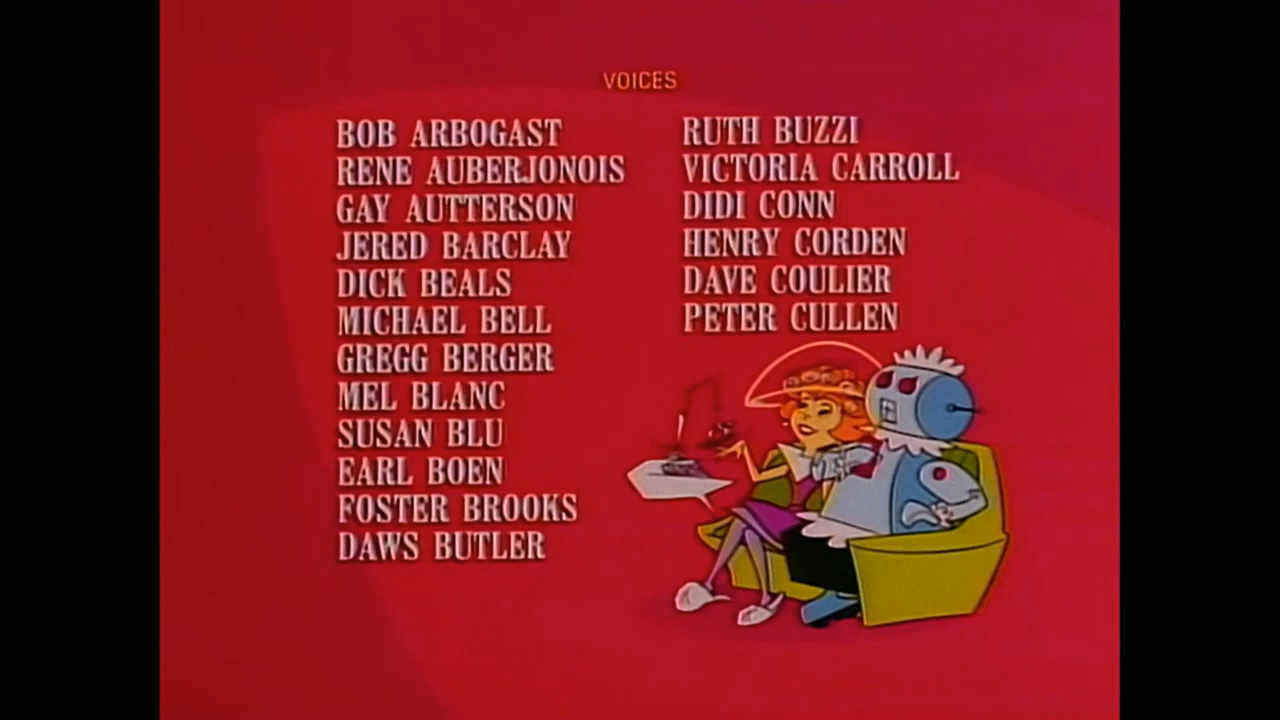 VOICES
BOB ARBOGAST
RENE AUBERJONOIS
GAY AUTTERSON
JERED BARCLAY
DICK BEALS
MICHAEL BELL
GREGG BERGER
MEL BLANC
SUSAN BLU
EARL BOEN
FOSTER BROOKS
DAWS BUTLER
RUTH BUZZI
VICTORIA CARROLL
DIDI CONN
HENRY CORDEN
DAVE COULIER
PETER CULLEN